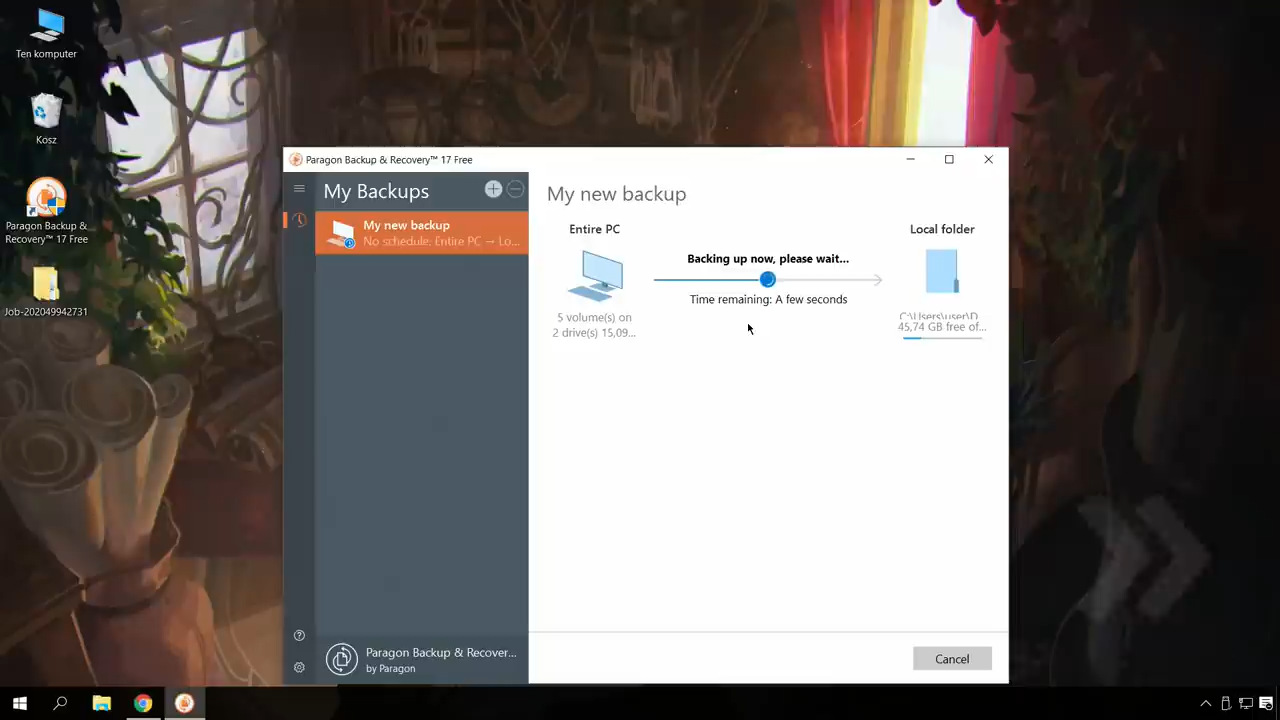 Ten komputer
Kosz
Paragon Backup &
Recovery™ 17 Free
Job-202049942731
Paragon Backup & Recovery™ 17 Free
My Backups
My new backup
No schedule: Entire PC → Lo...
My new backup
Entire PC
5 volume(s) on
2 drive(s) 15,09...
Backing up now, please wait...
Time remaining: A few seconds
Local folder
C:\Users\user\D...
45,74 GB free of...
Paragon Backup & Recover...
by Paragon
Cancel